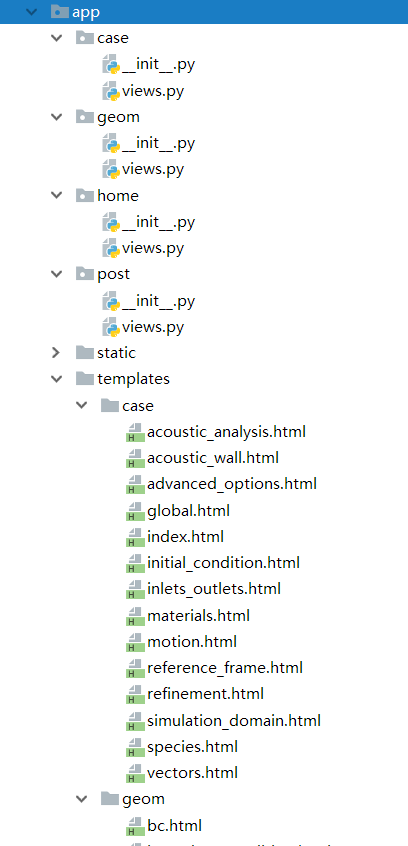 app
case
__init__.py
views.py
geom
__init__.py
views.py
home
__init__.py
views.py
post
__init__.py
views.py
static
templates
case
acoustic_analysis.html
acoustic_wall.html
advanced_options.html
global.html
index.html
initial_condition.html
inlets_outlets.html
materials.html
motion.html
reference_frame.html
refinement.html
simulation_domain.html
species.html
vectors.html
geom
bc.html